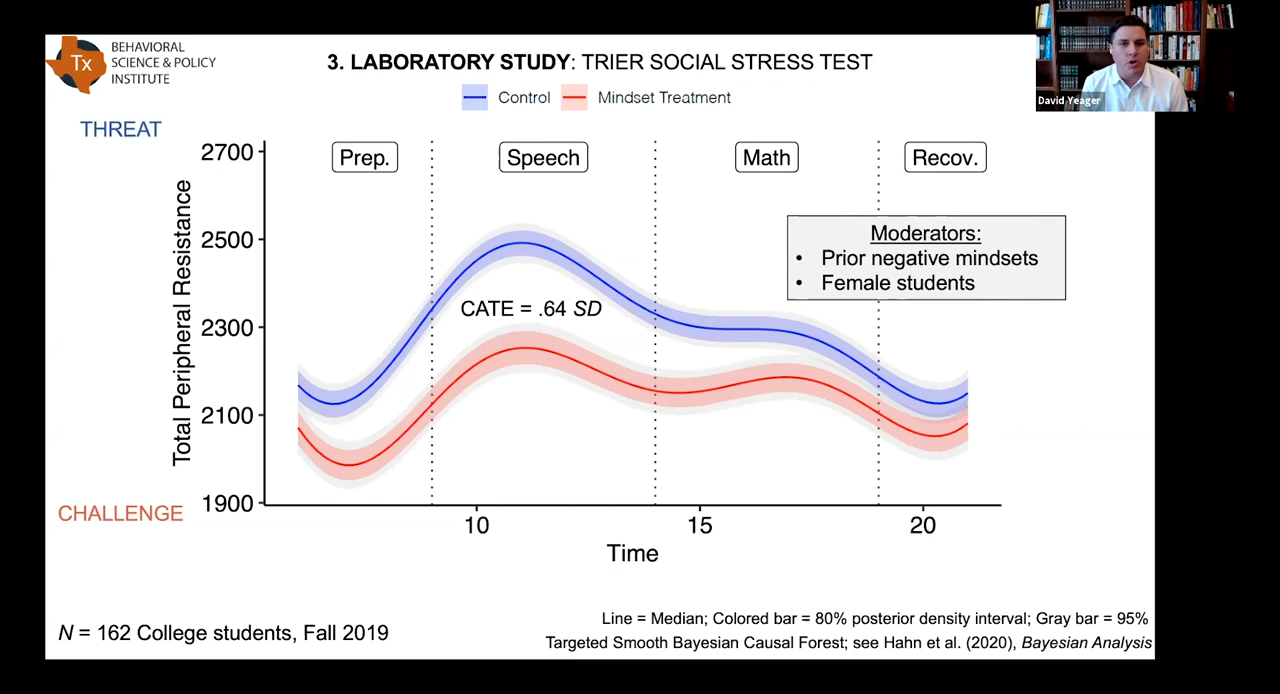 BEHAVIORAL
SCIENCE & POLICY
INSTITUTE
Tx
3. LABORATORY STUDY: TRIER SOCIAL STRESS TEST
Control
Mindset Treatment
David Yeager
THREAT
CHALLENGE
Total Peripheral Resistance
2700
2500
2300
2100
1900
Prep.
Speech
Math
Recov.
Moderators:
• Prior negative mindsets
• Female students
CATE = .64 SD
10
15
20
Time
N = 162 College students, Fall 2019
Line = Median; Colored bar = 80% posterior density interval; Gray bar = 95%
Targeted Smooth Bayesian Causal Forest; see Hahn et al. (2020), Bayesian Analysis